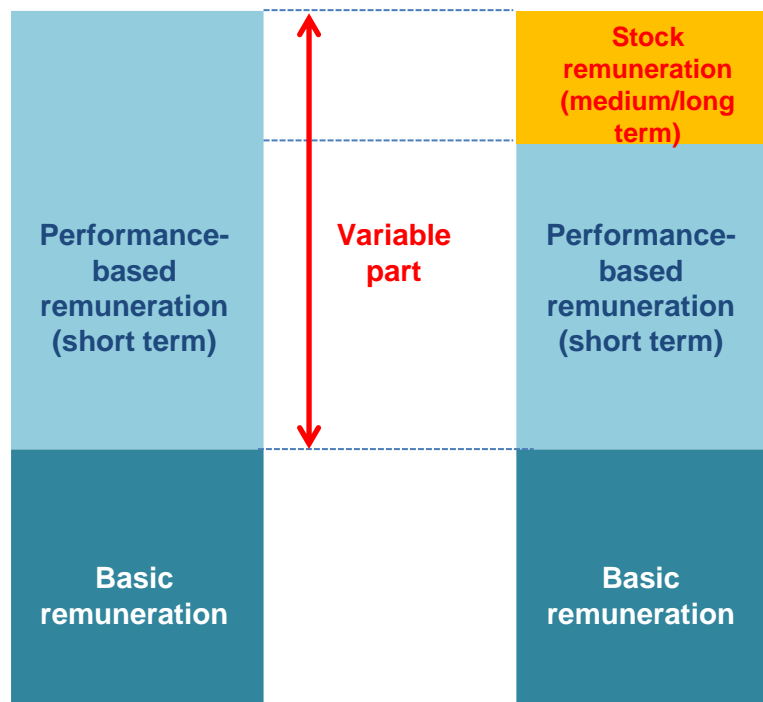 Stock
remuneration
(medium/long
term)
Performance-
based
remuneration
(short term)
Variable
part
Performance-
based
remuneration
(short term)
Basic
remuneration
Basic
remuneration